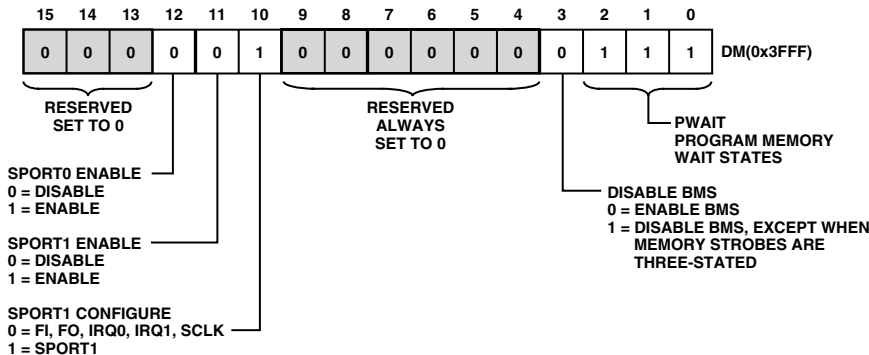 15 14 13 12 11 10 9 8 7 6 5 4 3 2 1 0
0 0 0 0 0 1 0 0 0 0 0 0 0 1 1 1 DM(0x3FFF)
RESERVED
SET TO 0
RESERVED
ALWAYS
SET TO 0
PWAIT
PROGRAM MEMORY
WAIT STATES
SPORT0 ENABLE
0 = DISABLE
1 = ENABLE
DISABLE BMS
0 = ENABLE BMS
1 = DISABLE BMS, EXCEPT WHEN
MEMORY STROBES ARE
THREE-STATED
SPORT1 ENABLE
0 = DISABLE
1 = ENABLE
SPORT1 CONFIGURE
0 = FI, FO, IRQ0, IRQ1, SCLK
1 = SPORT1